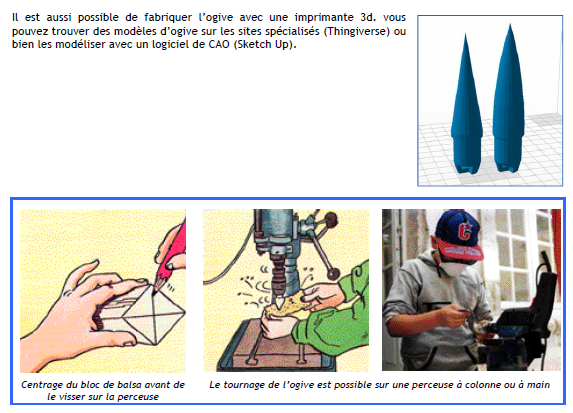 Il est aussi possible de fabriquer l'ogive avec une imprimante 3d. vous
pouvez trouver des modèles d'ogive sur les sites spécialisés (Thingiverse) ou
bien les modéliser avec un logiciel de CAO (Sketch Up).
Centrage du bloc de balsa avant de
le visser sur la perceuse
Le tournage de l'ogive est possible sur une perceuse à colonne ou à main